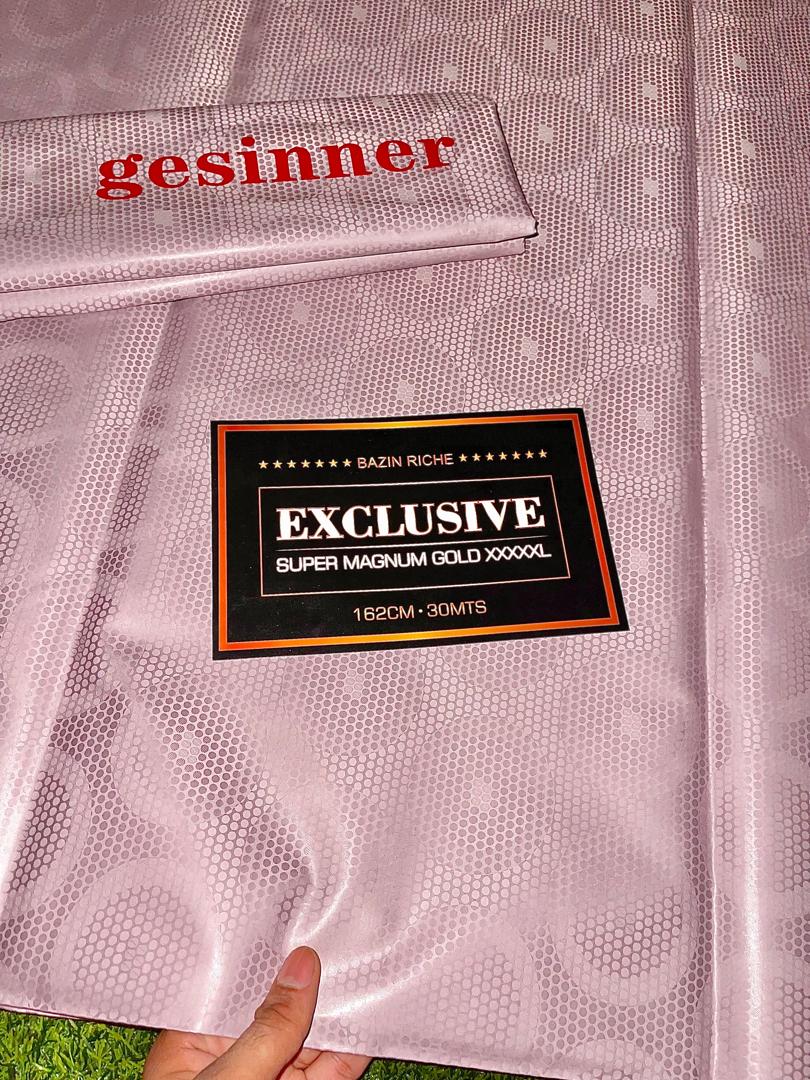 gesinner
★★★★★★★ BAZIN RICHE ★★★★★★★
EXCLUSIVE
SUPER MAGNUM GOLD XXXXXL
162CM • 30MTS